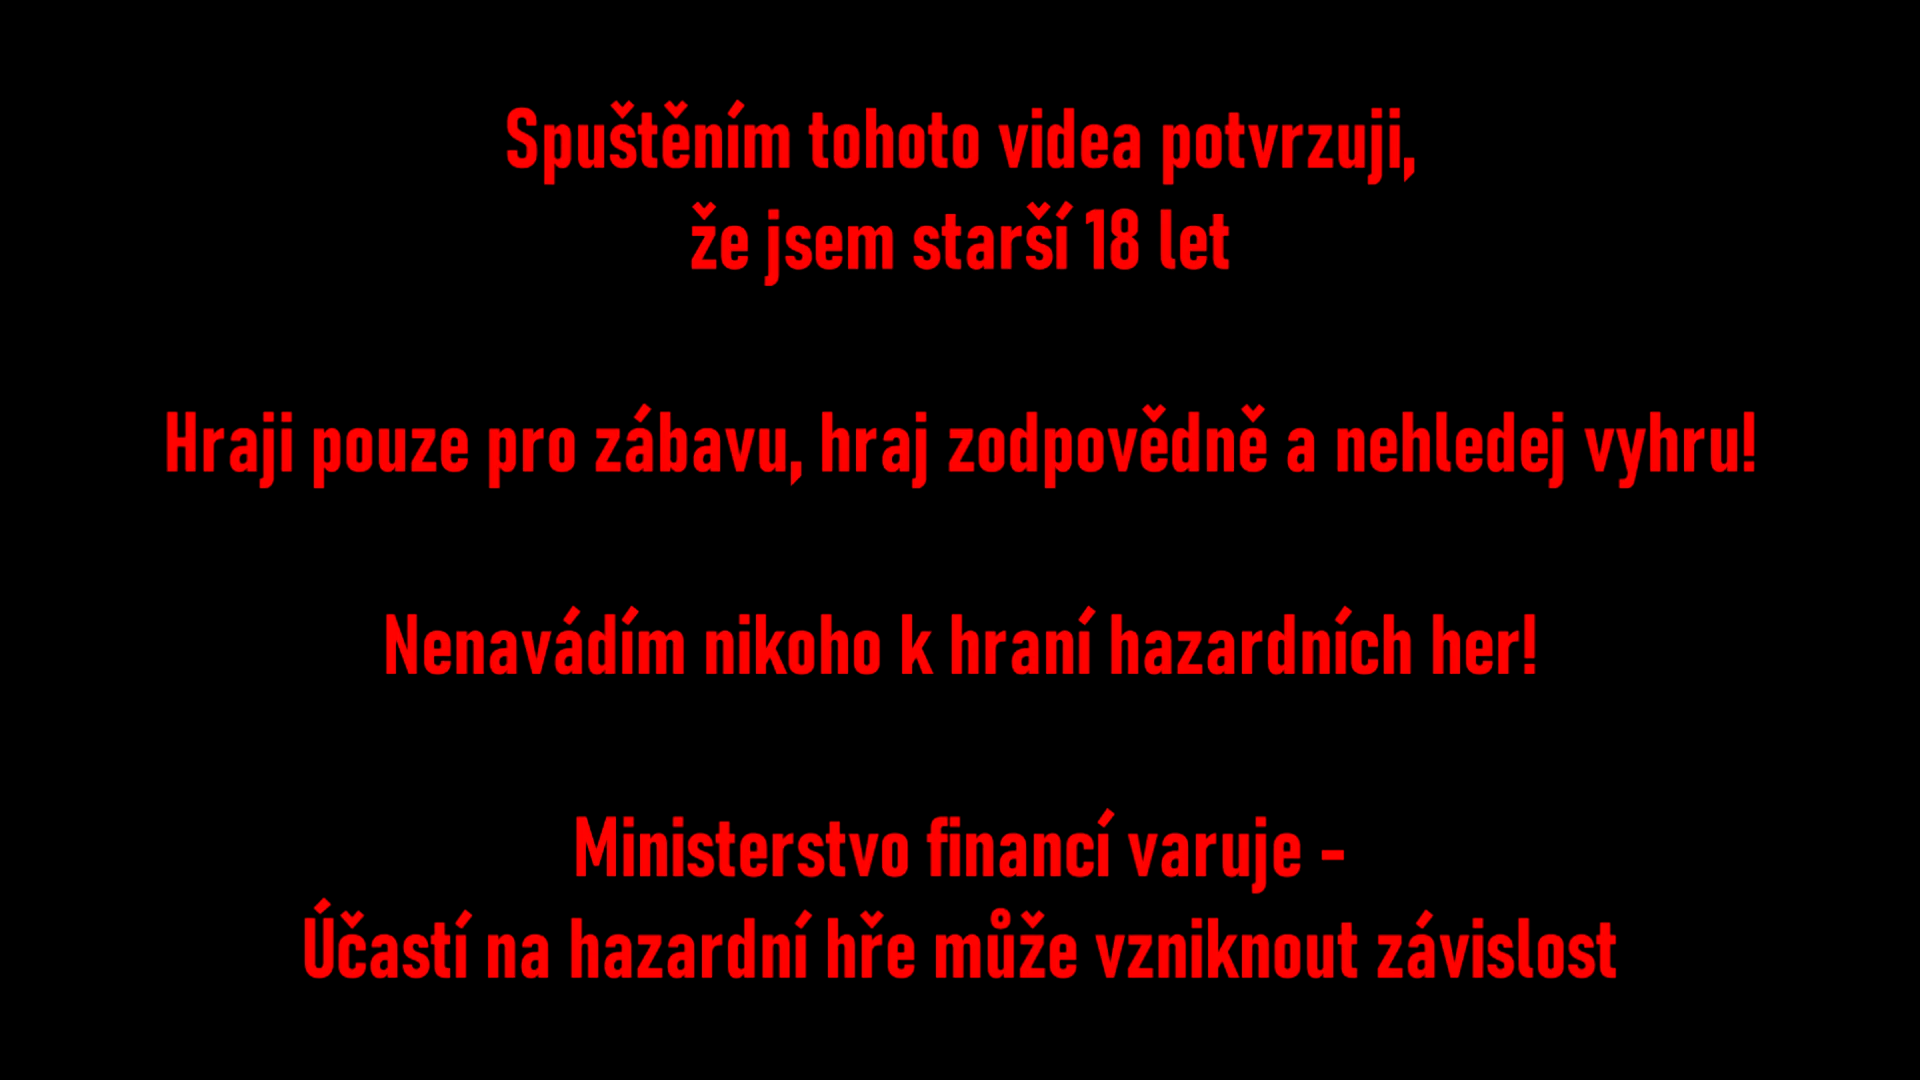 Spuštěním tohoto videa potvrzuji,
že jsem starší 18 let
Hraji pouze pro zábavu, hraj zodpovědně a nehledej vyhru!
Nenavádím nikoho k hraní hazardních her!
Ministerstvo financí varuje -
Účastí na hazardní hře může vzniknout závislost